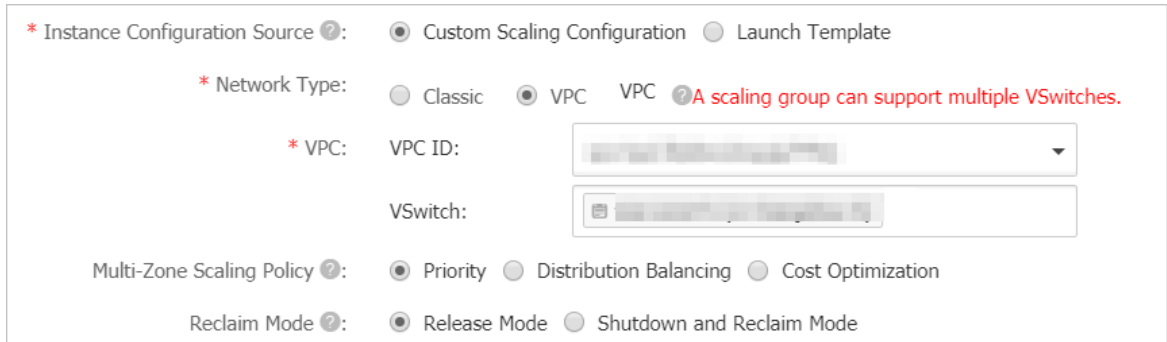 * Instance Configuration Source ?: Custom Scaling Configuration Launch Template
* Network Type: Classic VPC VPC ?A scaling group can support multiple VSwitches.
* VPC: VPC ID:
VSwitch:
Multi-Zone Scaling Policy ?: Priority Distribution Balancing Cost Optimization
Reclaim Mode ?: Release Mode Shutdown and Reclaim Mode